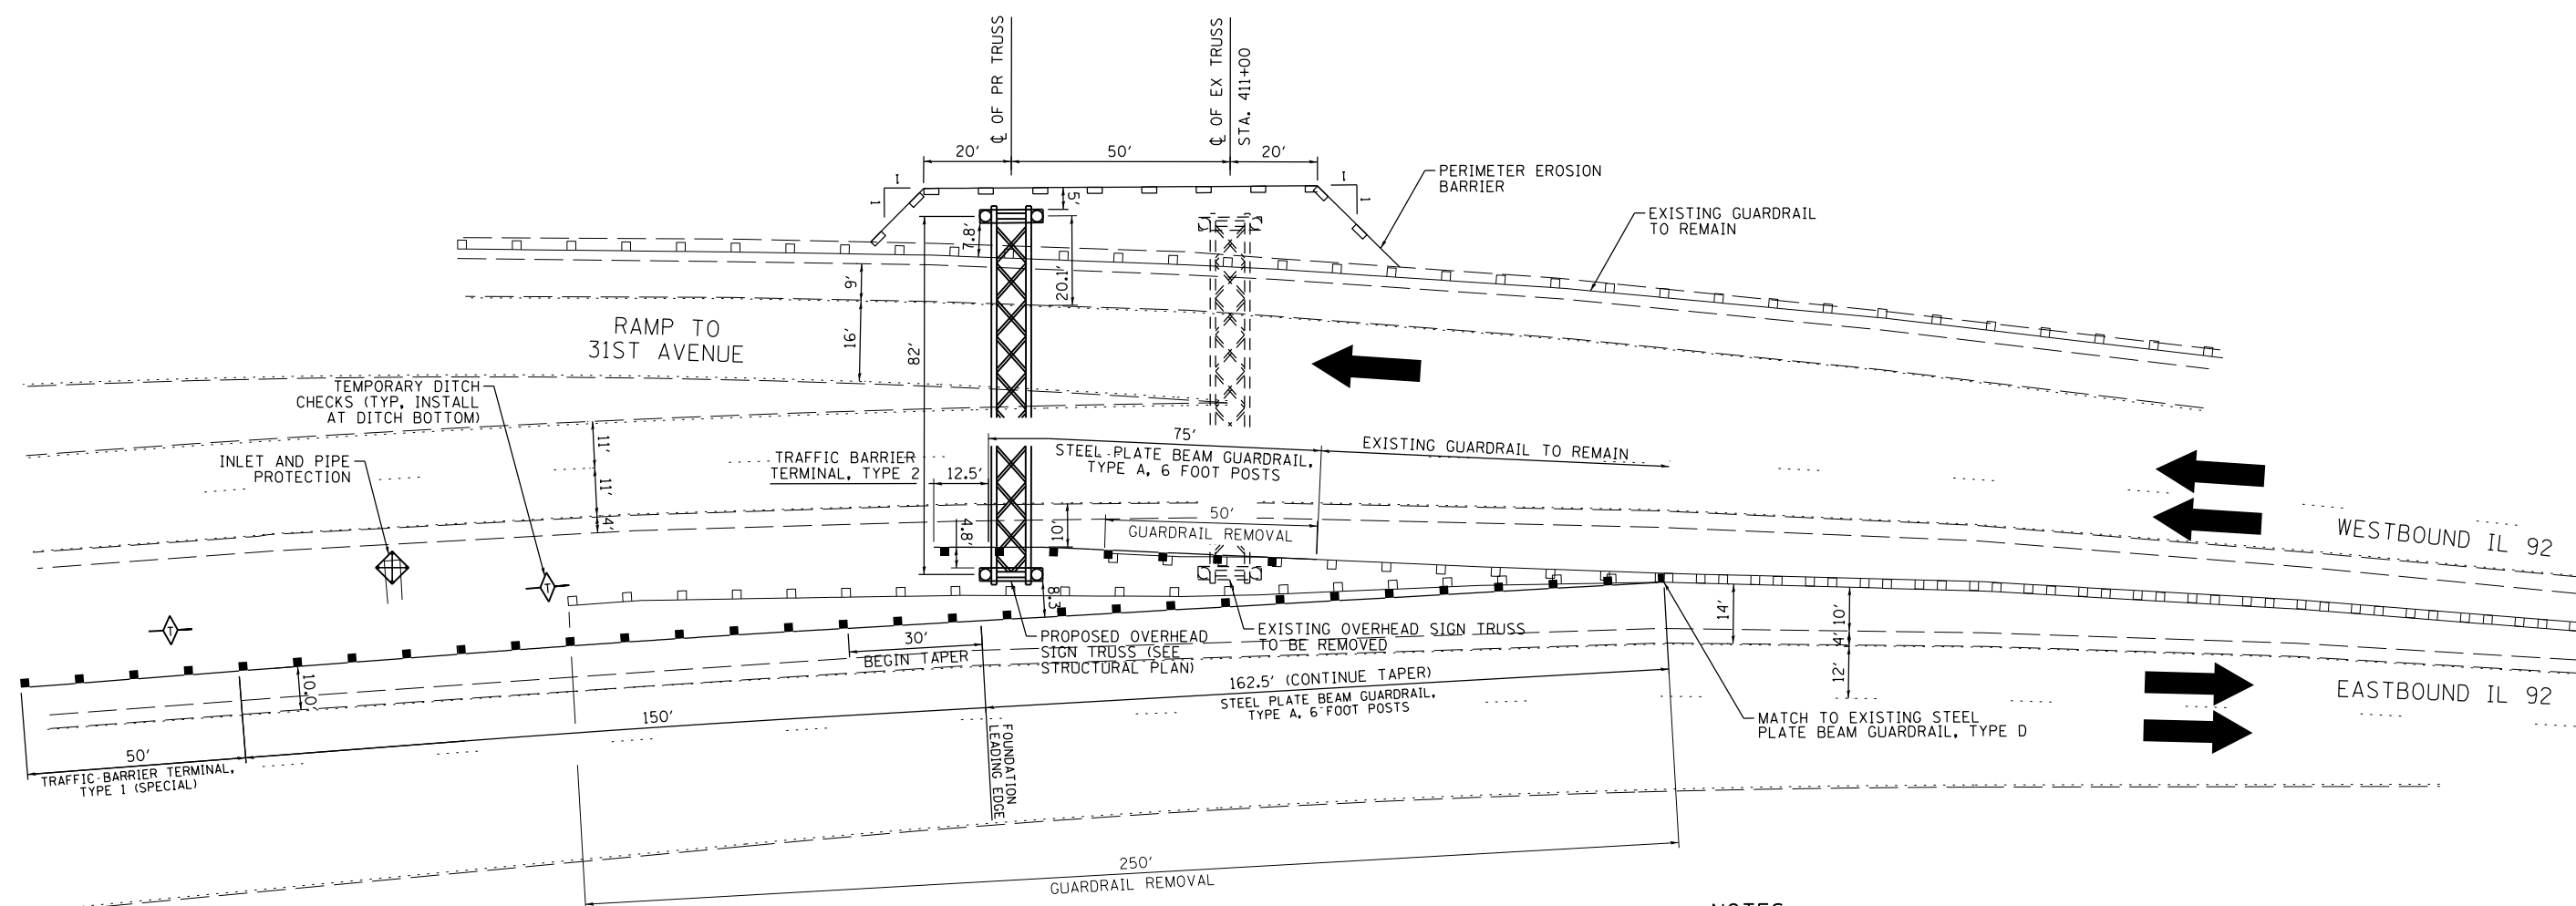 ℄ OF PR TRUSS
℄ OF EX TRUSS
STA. 411+00
20'
50'
20'
1
1
1
1
PERIMETER EROSION
BARRIER
EXISTING GUARDRAIL
TO REMAIN
5'
7.8'
20.1'
6'
16'
82'
RAMP TO
31ST AVENUE
TEMPORARY DITCH
CHECKS (TYP, INSTALL
AT DITCH BOTTOM)
INLET AND PIPE
PROTECTION
11'
11'
4'
TRAFFIC BARRIER
TERMINAL, TYPE 2
12.5'
75'
STEEL PLATE BEAM GUARDRAIL,
TYPE A, 6 FOOT POSTS
EXISTING GUARDRAIL TO REMAIN
4.8'
10'
50'
GUARDRAIL REMOVAL
WESTBOUND IL 92
T
T
8.3'
14'
10'
4'
12'
30'
BEGIN TAPER
PROPOSED OVERHEAD
SIGN TRUSS (SEE
STRUCTURAL PLAN)
EXISTING OVERHEAD SIGN TRUSS
TO BE REMOVED
10.0'
162.5' (CONTINUE TAPER)
STEEL PLATE BEAM GUARDRAIL,
TYPE A, 6 FOOT POSTS
EASTBOUND IL 92
150'
MATCH TO EXISTING STEEL
PLATE BEAM GUARDRAIL, TYPE D
FOUNDATION
LEADING EDGE
50'
TRAFFIC BARRIER TERMINAL,
TYPE 1 (SPECIAL)
250'
GUARDRAIL REMOVAL
NOTES